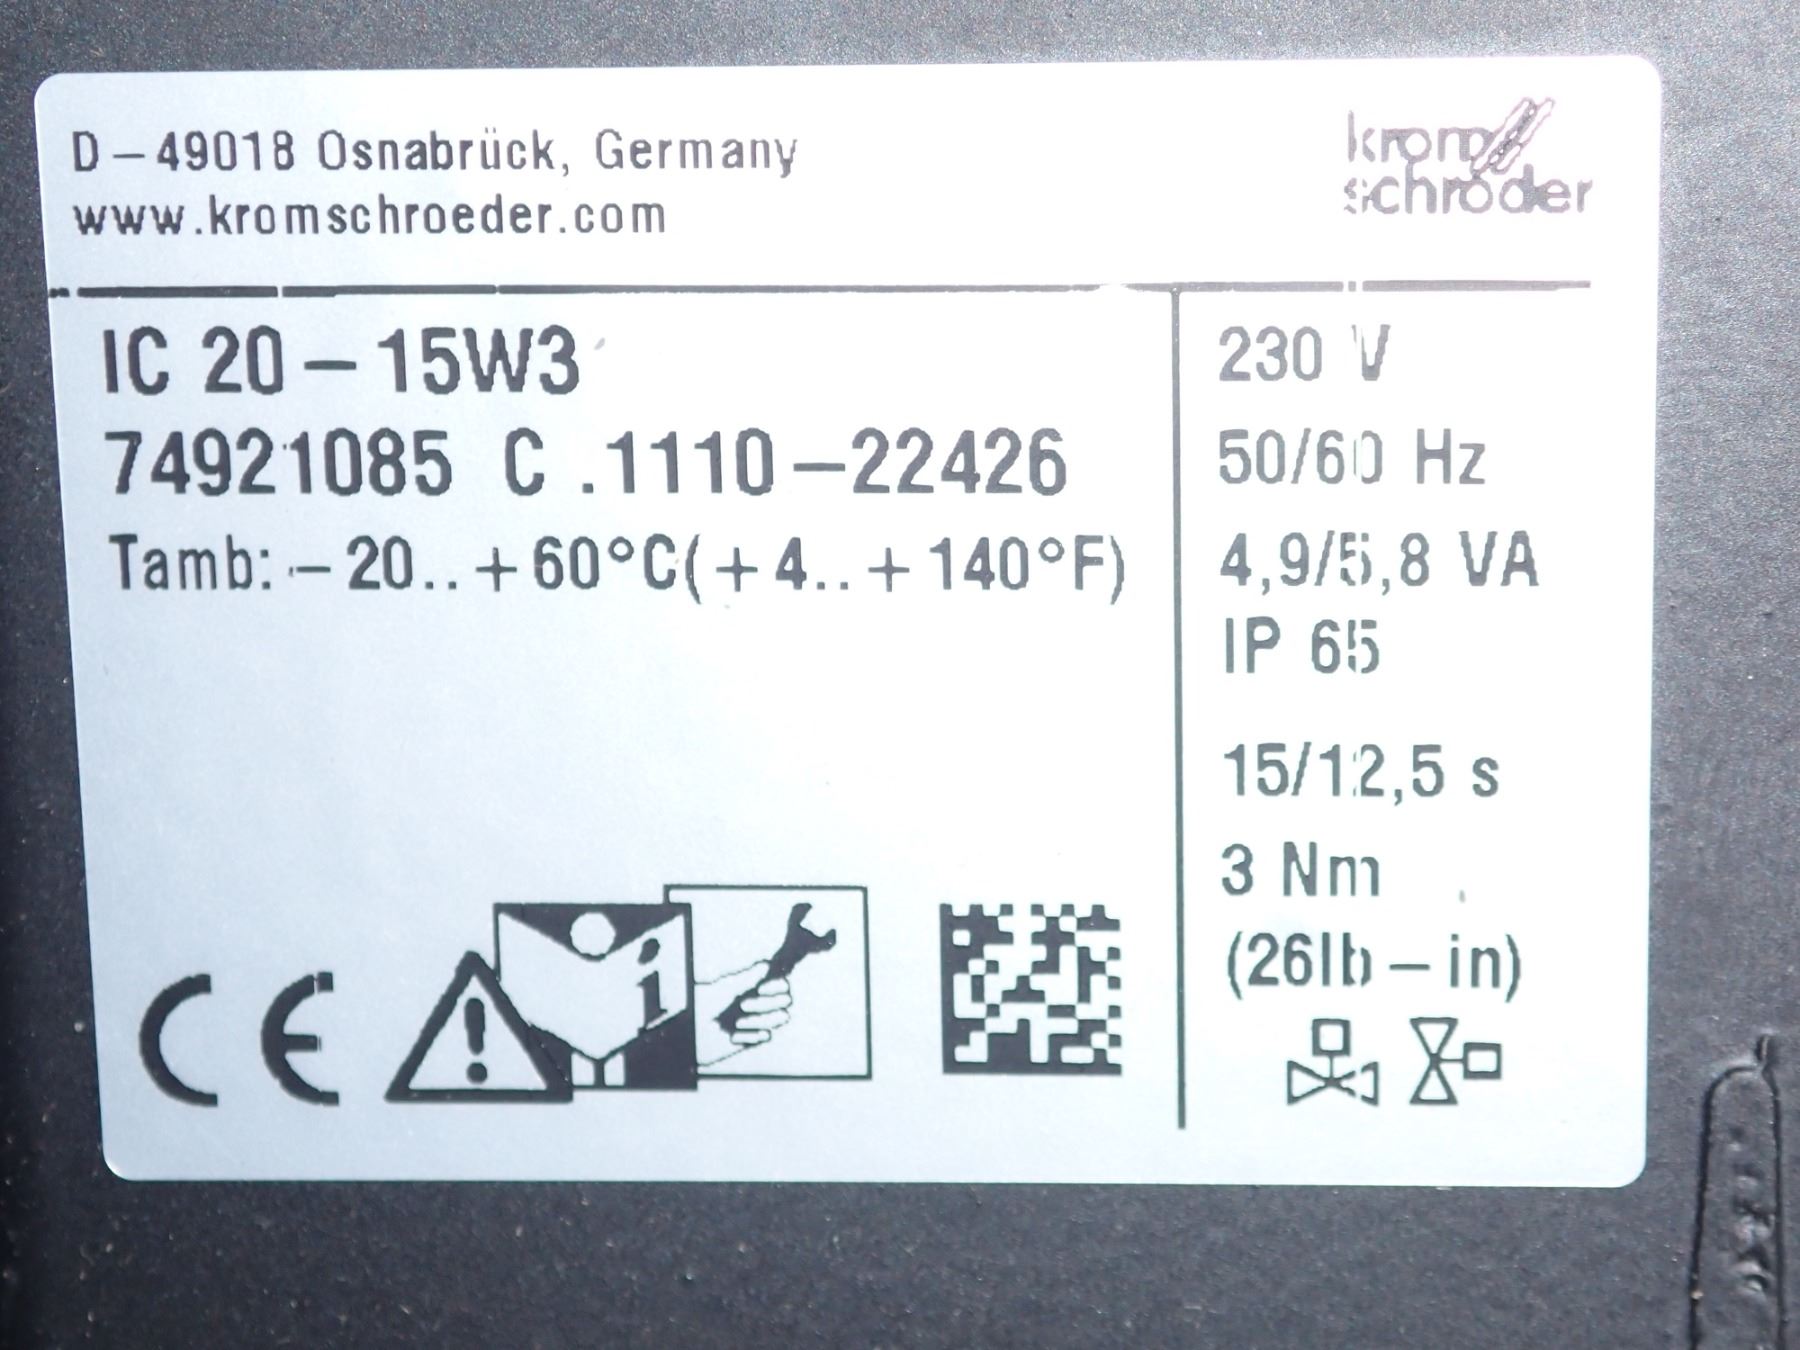 D-49018 Osnabrück, Germany
www.kromschroeder.com
krom
schröder
IC 20-15W3
74921085 C .1110-22426
Tamb: -20..+60°C(+4..+140°F)
230 V
50/60 Hz
4,9/5,8 VA
IP 65
15/12,5 s
3 Nm
(26lb-in)
CE